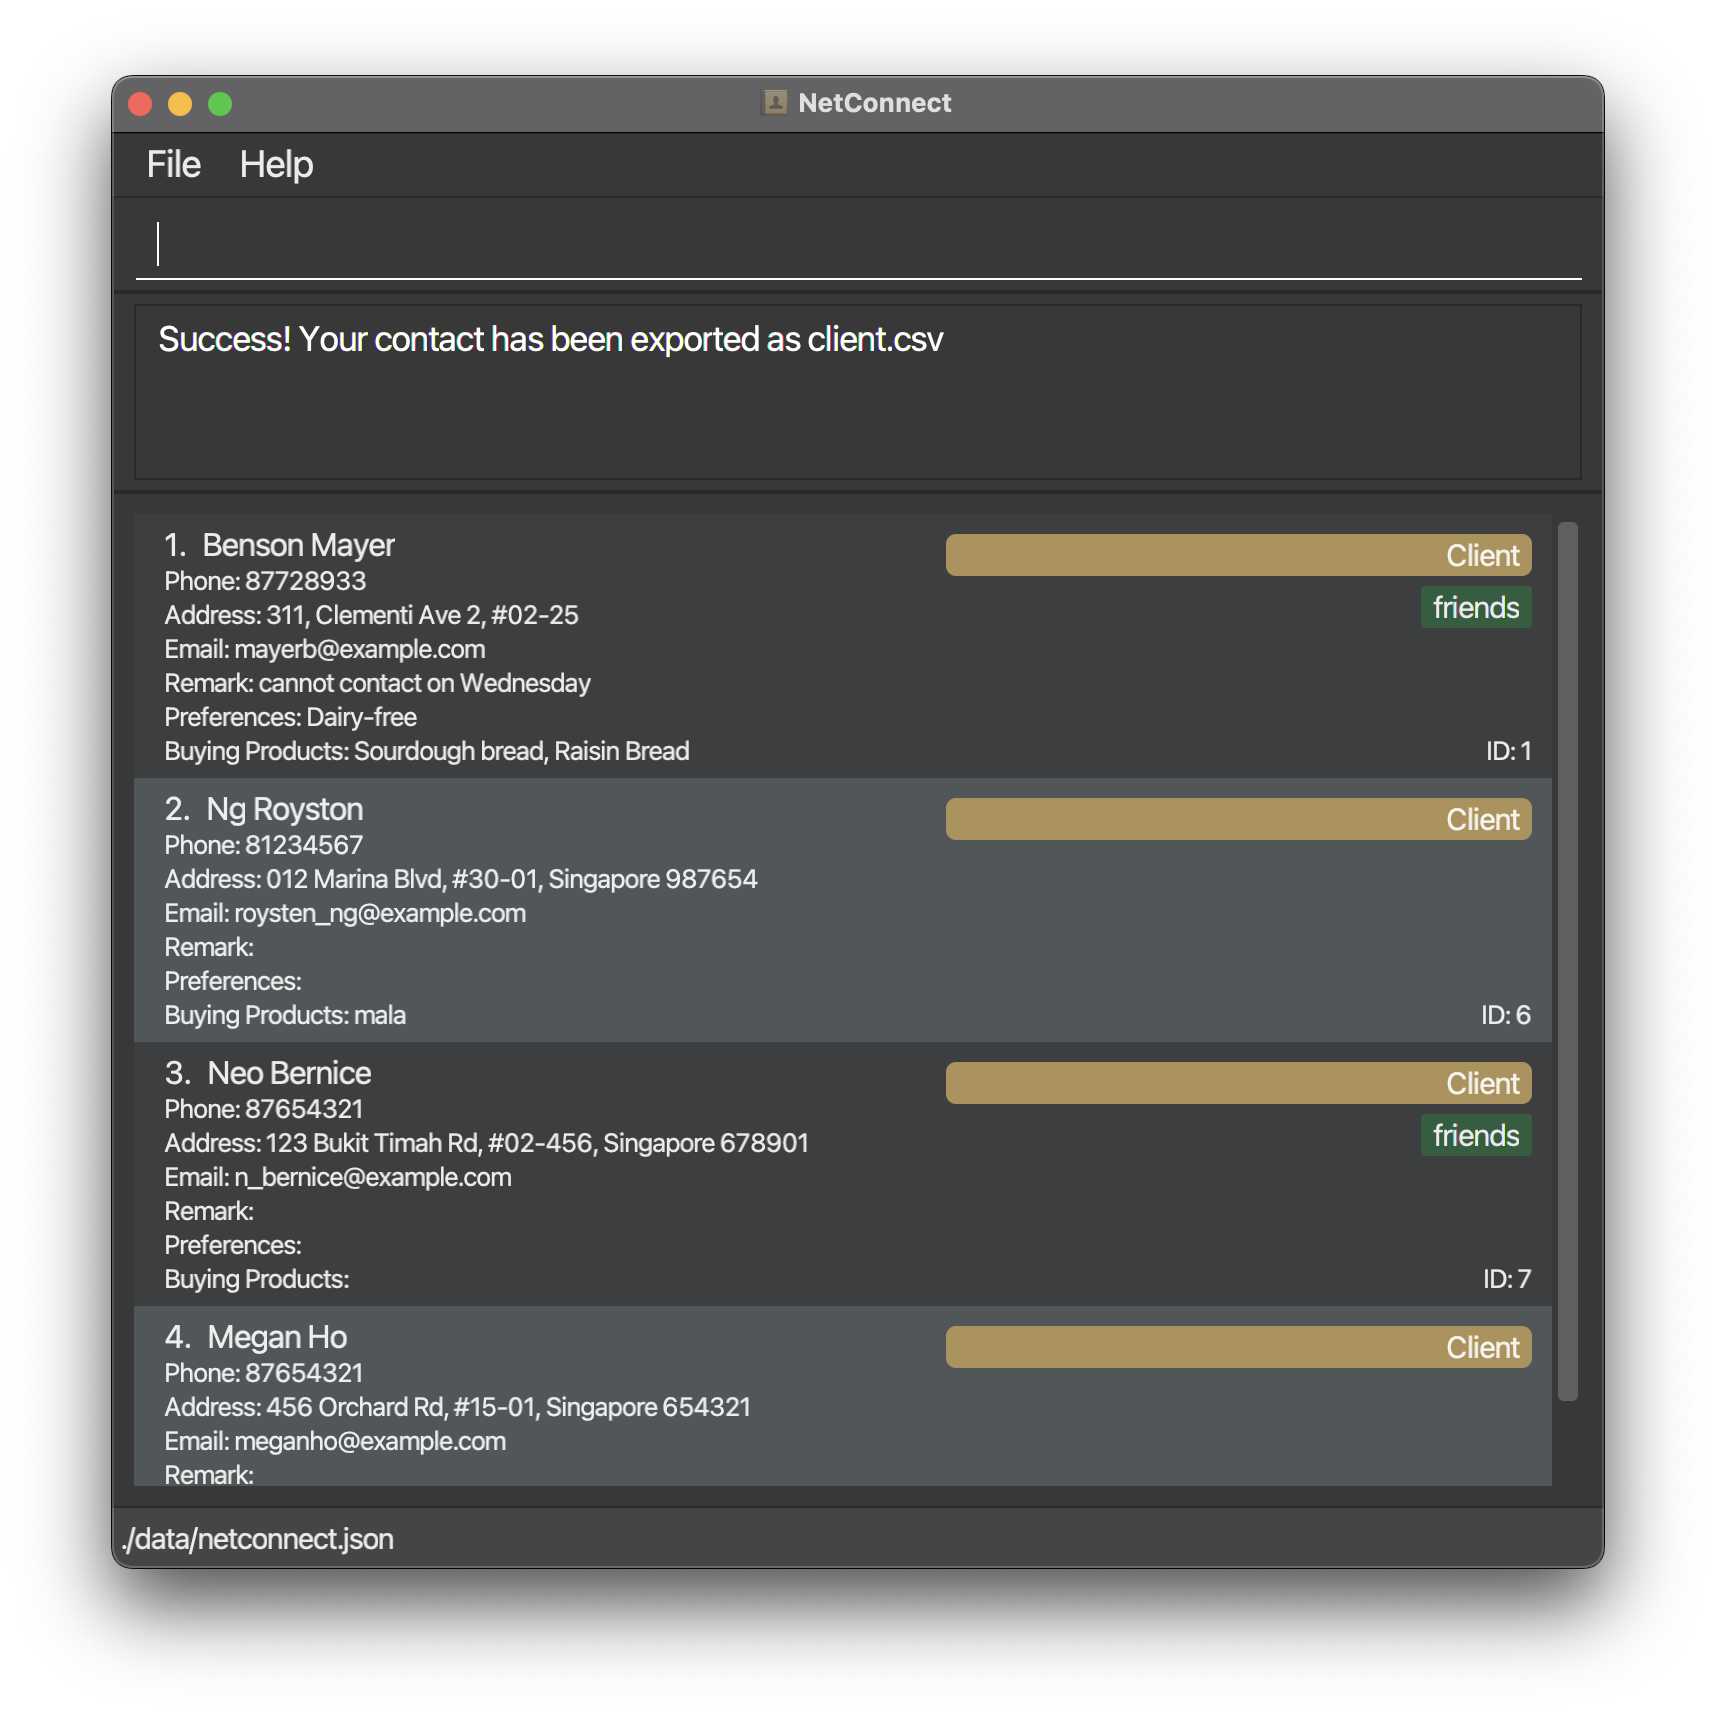 NetConnect
File Help
Success! Your contact has been exported as client.csv
1. Benson Mayer
Client
Phone: 87728933
friends
Address: 311, Clementi Ave 2, #02-25
Email: mayerb@example.com
Remark: cannot contact on Wednesday
Preferences: Dairy-free
Buying Products: Sourdough bread, Raisin Bread
ID: 1
2. Ng Royston
Client
Phone: 81234567
Address: 012 Marina Blvd, #30-01, Singapore 987654
Email: roysten_ng@example.com
Remark:
Preferences:
Buying Products: mala
ID: 6
3. Neo Bernice
Client
Phone: 87654321
friends
Address: 123 Bukit Timah Rd, #02-456, Singapore 678901
Email: n_bernice@example.com
Remark:
Preferences:
Buying Products:
ID: 7
4. Megan Ho
Client
Phone: 87654321
Address: 456 Orchard Rd, #15-01, Singapore 654321
Email: meganho@example.com
Remark:
./data/netconnect.json